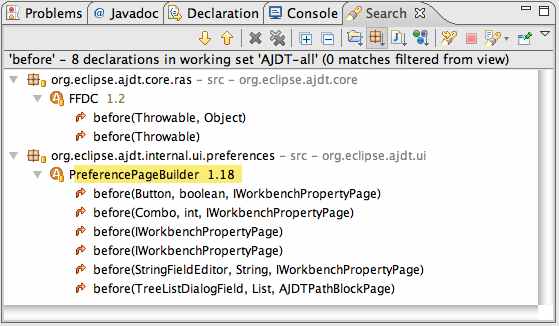 Problems @ Javadoc Declaration Console Search
'before' - 8 declarations in working set 'AJDT-all' (0 matches filtered from view)
org.eclipse.ajdt.core.ras - src - org.eclipse.ajdt.core
FFDC 1.2
before(Throwable, Object)
before(Throwable)
org.eclipse.ajdt.internal.ui.preferences - src - org.eclipse.ajdt.ui
PreferencePageBuilder 1.18
before(Button, boolean, IWorkbenchPropertyPage)
before(Combo, int, IWorkbenchPropertyPage)
before(IWorkbenchPropertyPage)
before(IWorkbenchPropertyPage)
before(StringFieldEditor, String, IWorkbenchPropertyPage)
before(TreeListDialogField, List, AJDTPathBlockPage)